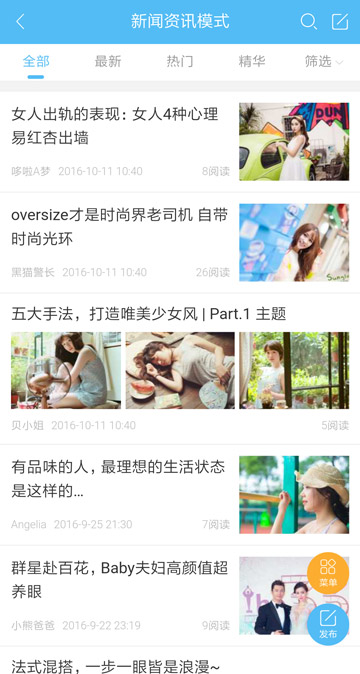 新闻资讯模式
全部 最新 热门 精华 筛选
女人出轨的表现：女人4种心理
易红杏出墙
哆啦A梦 2016-10-11 10:40 8阅读
oversize才是时尚界老司机 自带
时尚光环
黑猫警长 2016-10-11 10:40 26阅读
五大手法，打造唯美少女风 | Part.1 主题
贝小姐 2016-10-11 10:40 5阅读
有品味的人，最理想的生活状态
是这样的...
Angelia 2016-9-25 21:30 7阅读
菜单
群星赴百花，Baby夫妇高颜值超
养眼
小熊爸爸 2016-9-22 23:19 9阅读
发布
法式混搭，一步一眼皆是浪漫~